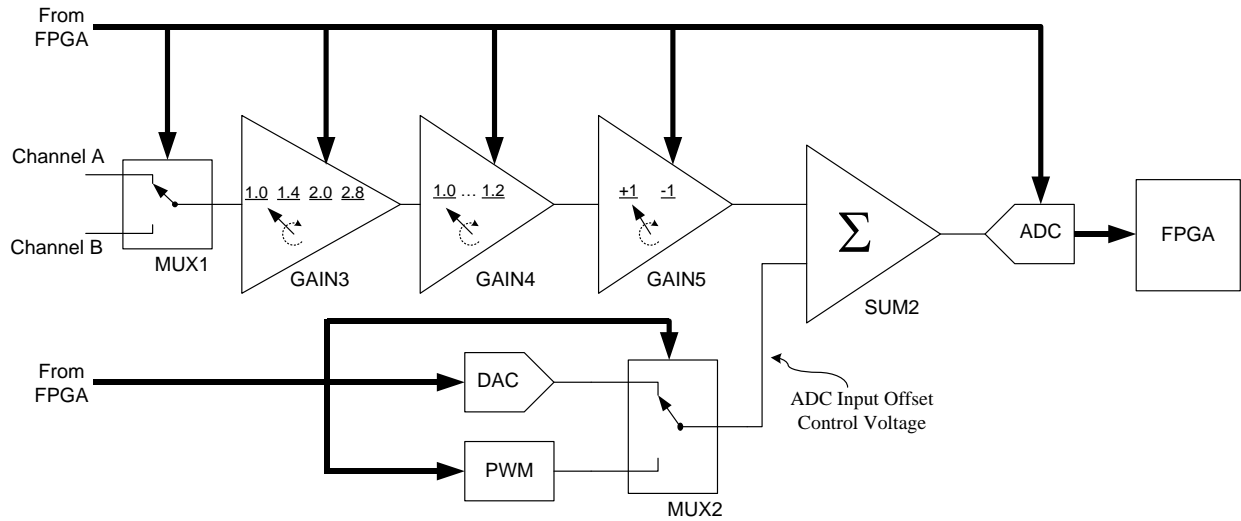 From
FPGA
Channel A
Channel B
MUX1
1.0 1.4 2.0 2.8
GAIN3
1.0 ... 1.2
GAIN4
+1 -1
GAIN5
Σ
SUM2
ADC
FPGA
From
FPGA
DAC
PWM
MUX2
ADC Input Offset
Control Voltage